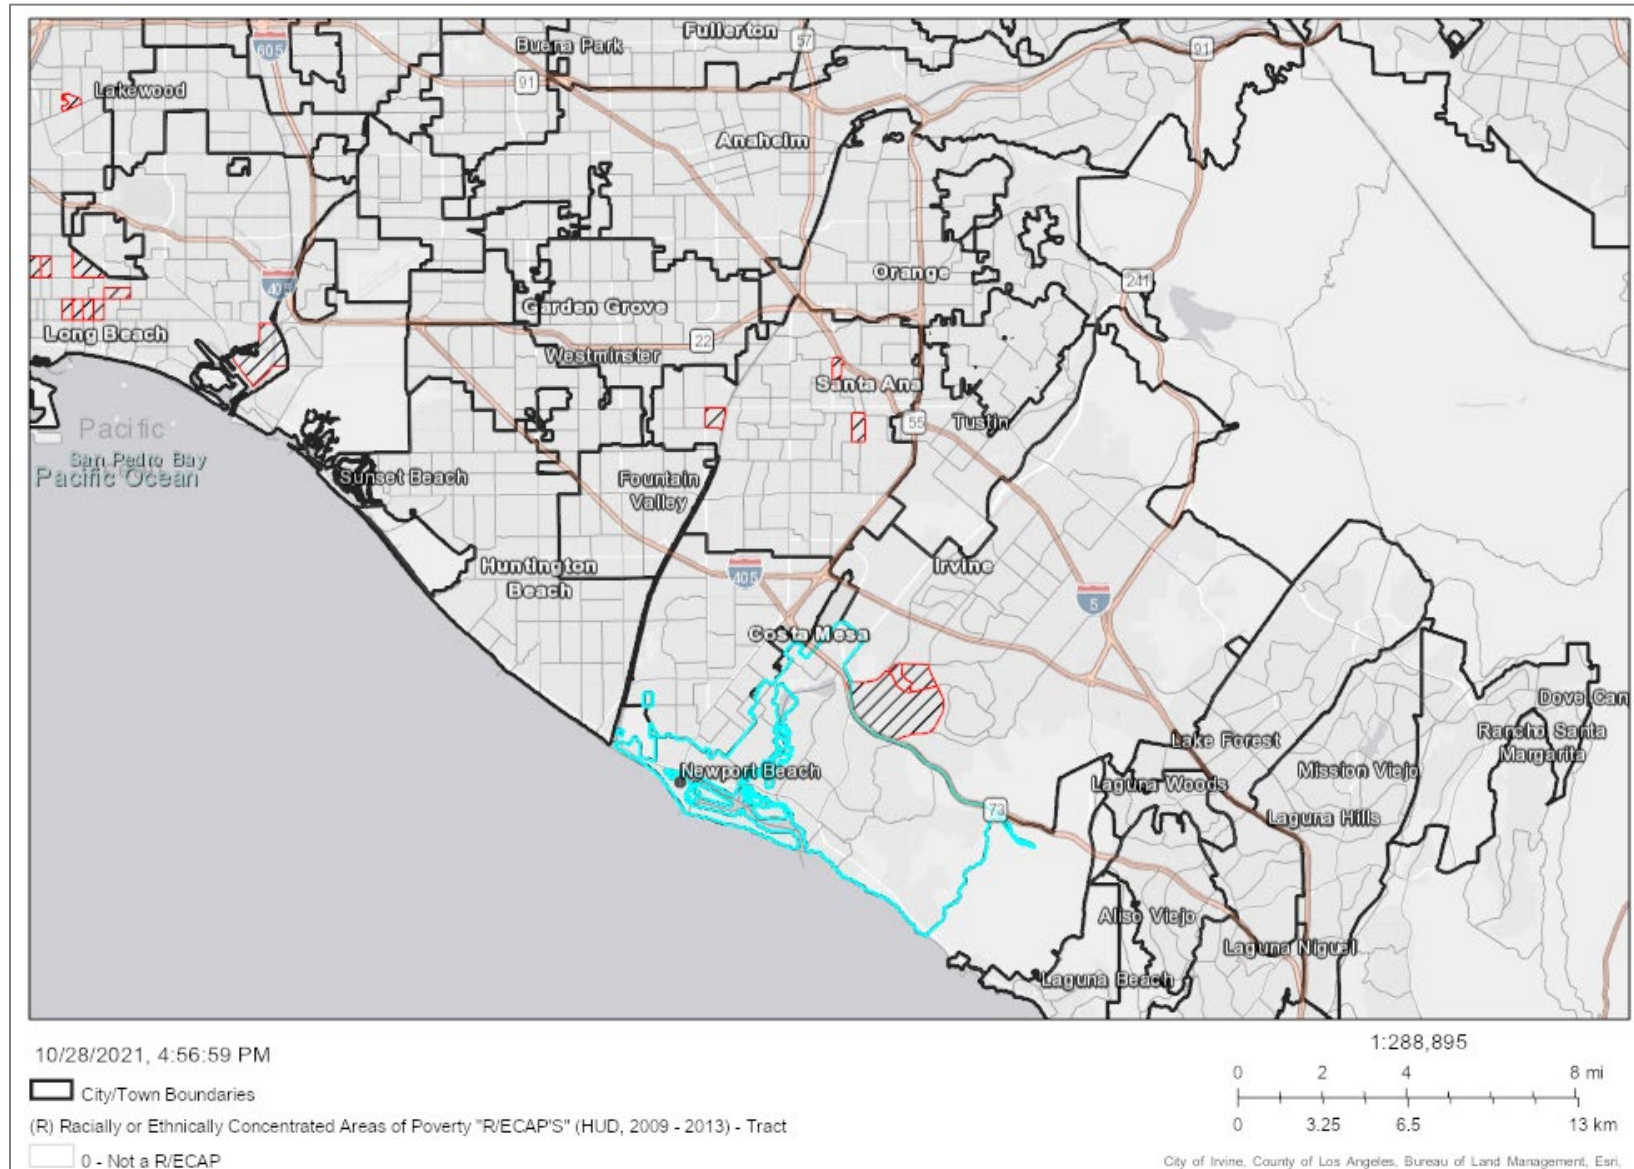 605
Buena Park
Fullerton
57
91
91
Lakewood
Anaheim
Orange
241
405
Garden Grove
Long Beach
22
Westminster
Santa Ana
55
Tustin
Pacific
San Pedro Bay
Pacific Ocean
Sunset Beach
Fountain
Valley
Huntington
Beach
405
Irvine
5
Costa Mesa
Dove Can
Rancho Santa
Margarita
Lake Forest
Mission Viejo
Newport Beach
Laguna Woods
73
Laguna Hills
Aliso Viejo
Laguna Niguel
Laguna Beach
10/28/2021, 4:56:59 PM
City/Town Boundaries
(R) Racially or Ethnically Concentrated Areas of Poverty "R/ECAP'S" (HUD, 2009 - 2013) - Tract
0 - Not a R/ECAP
1:288,895
0 2 4 8 mi
0 3.25 6.5 13 km
City of Irvine, County of Los Angeles, Bureau of Land Management, Esri,